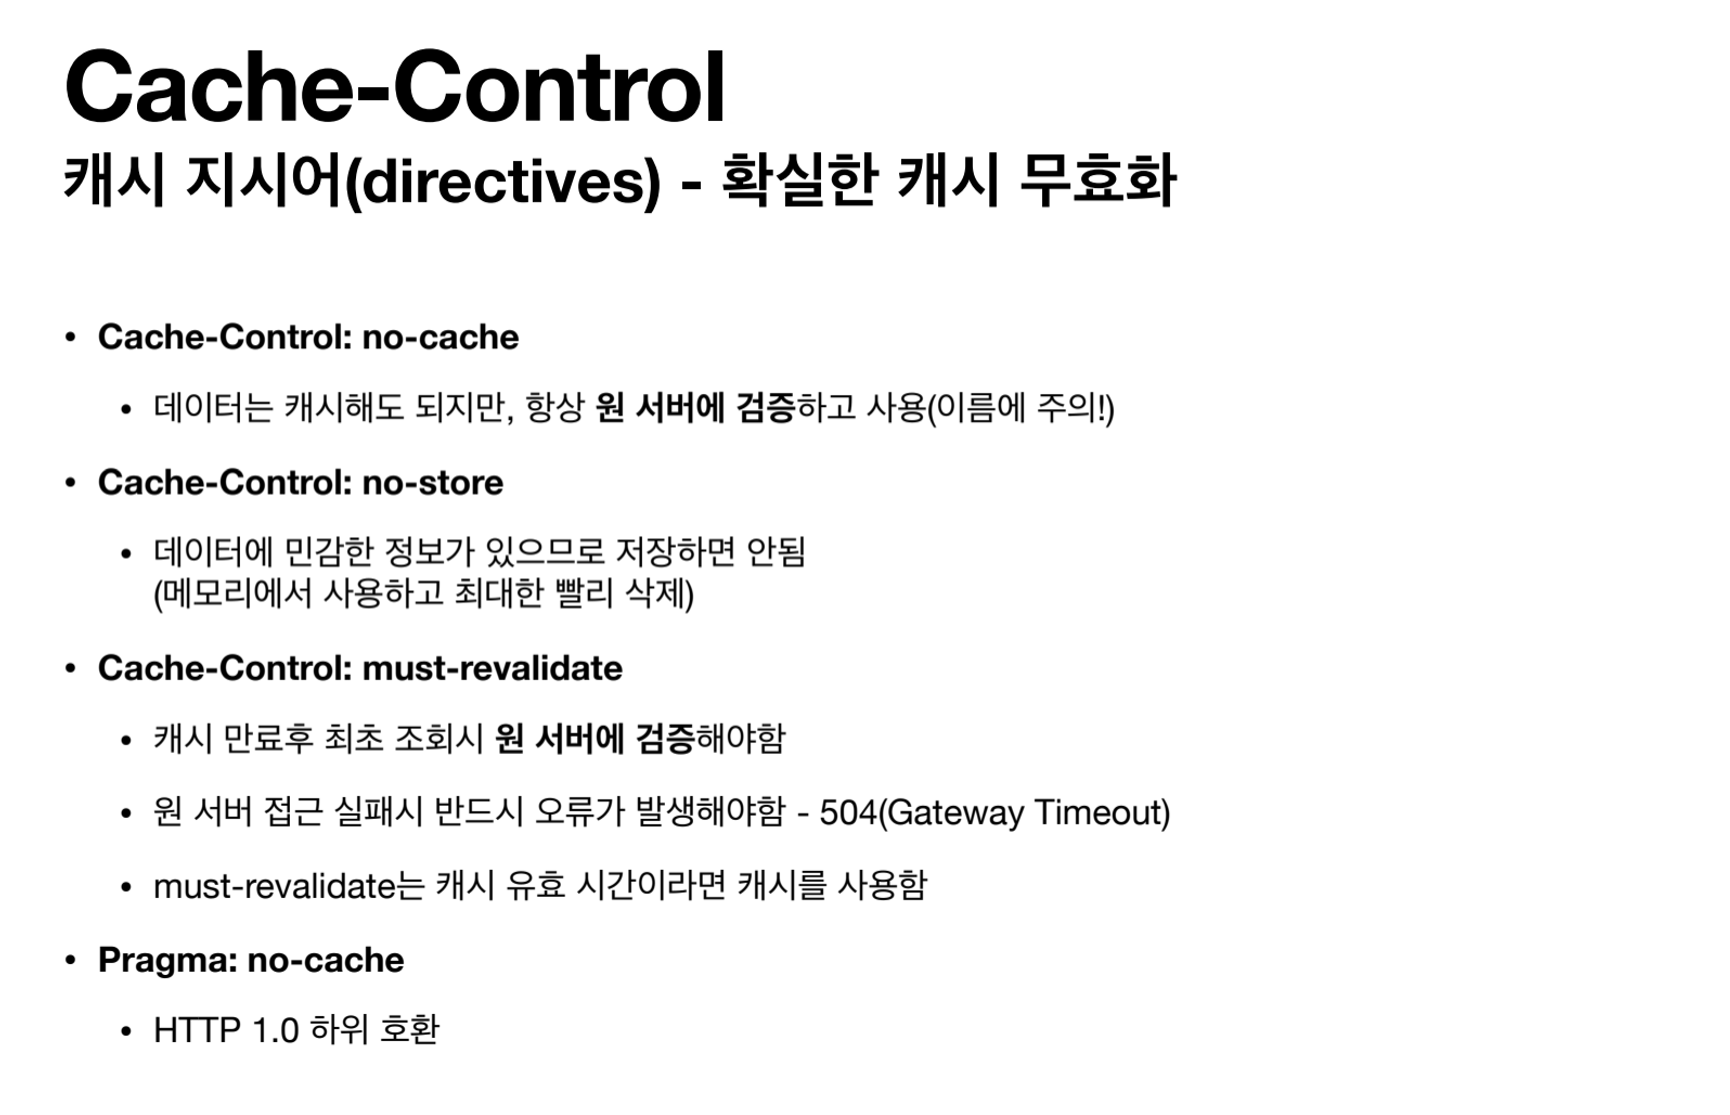 Cache-Control
캐시 지시어(directives) - 확실한 캐시 무효화
• Cache-Control: no-cache
• 데이터는 캐시해도 되지만, 항상 원 서버에 검증하고 사용(이름에 주의!)
• Cache-Control: no-store
• 데이터에 민감한 정보가 있으므로 저장하면 안됨
(메모리에서 사용하고 최대한 빨리 삭제)
• Cache-Control: must-revalidate
• 캐시 만료후 최초 조회시 원 서버에 검증해야함
• 원 서버 접근 실패시 반드시 오류가 발생해야함 - 504(Gateway Timeout)
• must-revalidate는 캐시 유효 시간이라면 캐시를 사용함
• Pragma: no-cache
• HTTP 1.0 하위 호환